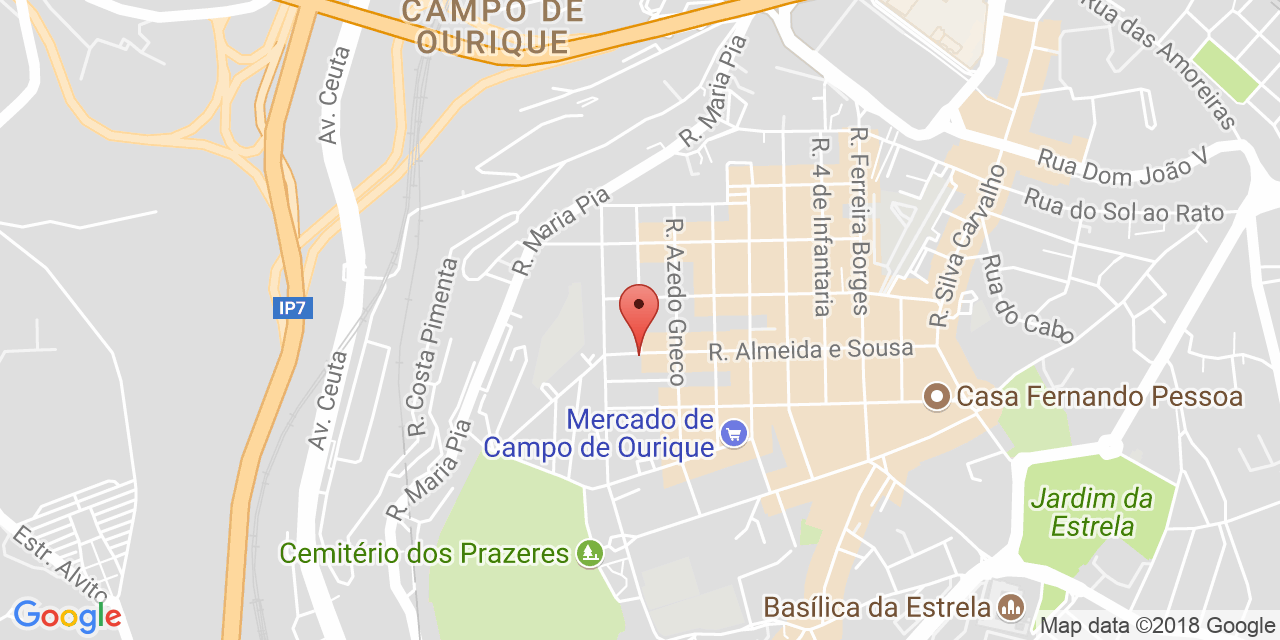 CAMPO DE
OURIQUE
Rua das Amoreiras
Av. Ceuta
R. Maria Pia
R. 4 de Infantaria
R. Ferreira Borges
Rua Dom João V
Rua do Sol ao Rato
R. Silva Carvalho
R. Maria Pia
R. Azedo Gneco
R. Costa Pimenta
Rua do Cabo
IP7
R. Almeida e Sousa
Av. Ceuta
Casa Fernando Pessoa
Mercado de
Campo de Ourique
R. Maria Pia
Jardim da
Estrela
Cemitério dos Prazeres
Estr. Alvito
Basílica da Estrela
Google
Map data ©2018 Google